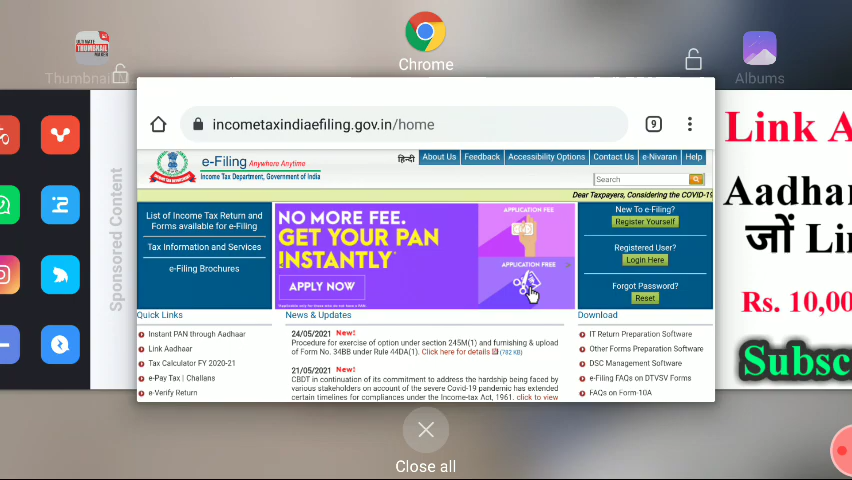 ULTIMATE
THUMBNAIL
MAKER
Thumbnail
Chrome
Albums
incometaxindiaefiling.gov.in/home
9
e-Filing Anywhere Anytime
Income Tax Department, Government of India
हिन्दी About Us Feedback Accessibility Options Contact Us e-Nivaran Help
Search
Dear Taxpayers, Considering the COVID-19
List of Income Tax Return and
Forms available for e-Filing
Tax Information and Services
e-Filing Brochures
NO MORE FEE.
GET YOUR PAN
INSTANTLY*
APPLY NOW
APPLICATION FEE
APPLICATION FREE
New To e-Filing?
Register Yourself
Registered User?
Login Here
Forgot Password?
Reset
Quick Links
Instant PAN through Aadhaar
Link Aadhaar
Tax Calculator FY 2020-21
e-Pay Tax | Challans
e-Verify Return
News & Updates
24/05/2021 New!
Procedure for exercise of option under section 245M(1) and furnishing & upload
of Form No. 34BB under Rule 44DA(1). Click here for details (782 KB)
21/05/2021 New!
CBDT in continuation of its commitment to address the hardship being faced by
various stakeholders on account of the severe Covid-19 pandemic has extended
certain timelines for compliances under the Income-tax Act, 1961. click to view
Download
IT Return Preparation Software
Other Forms Preparation Software
DSC Management Software
e-Filing FAQs on DTVSV Forms
FAQs on Form-10A
Sponsored Content
Link A
Aadha
जों Li
Rs. 10,00
Subsc
Close all